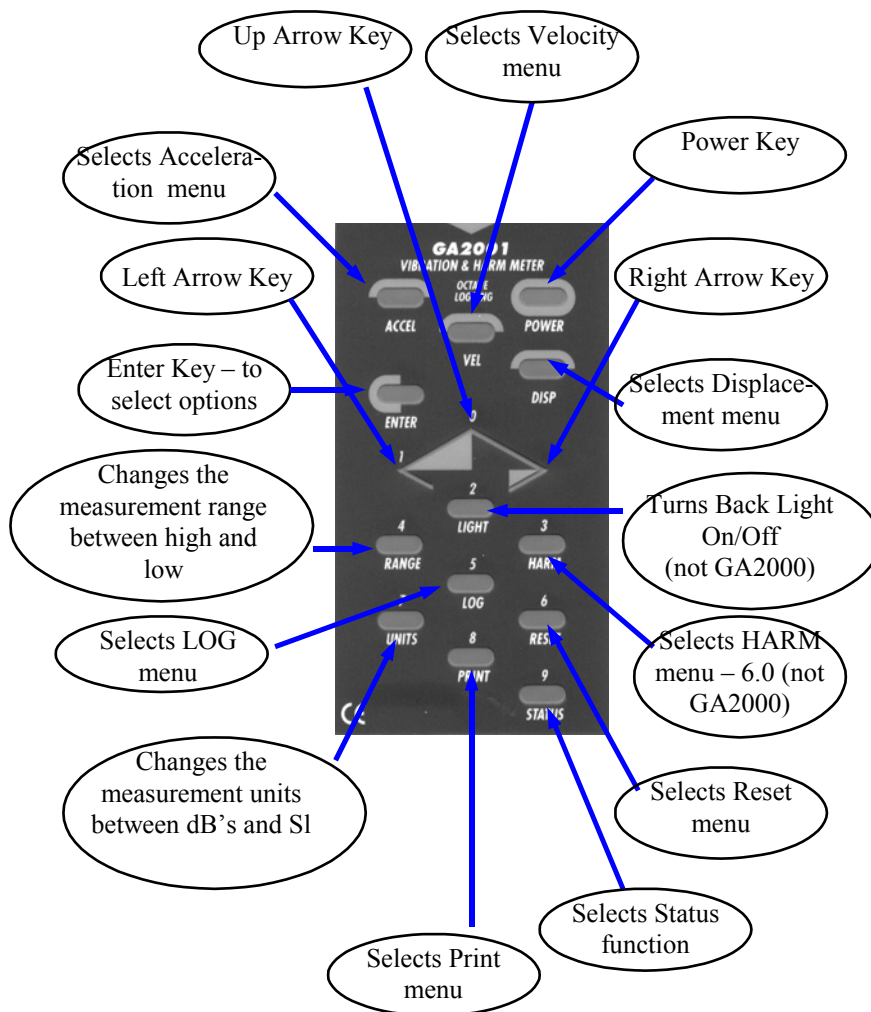 Up Arrow Key
Selects Velocity
menu
Selects Accelera-
tion menu
Power Key
Left Arrow Key
Right Arrow Key
Enter Key – to
select options
Selects Displace-
ment menu
Changes the
measurement range
between high and
low
Turns Back Light
On/Off
(not GA2000)
Selects LOG
menu
Selects HARM
menu – 6.0 (not
GA2000)
Changes the
measurement units
between dB's and Sl
Selects Reset
menu
Selects Status
function
Selects Print
menu
GA2001
VIBRATION & HARM METER
OCTAVE
ACCEL
POWER
VEL
DISP
ENTER
0
1
2
LIGHT
4
RANGE
3
HARM
5
LOG
7
UNITS
6
8
PRINT
9
STATUS
CE